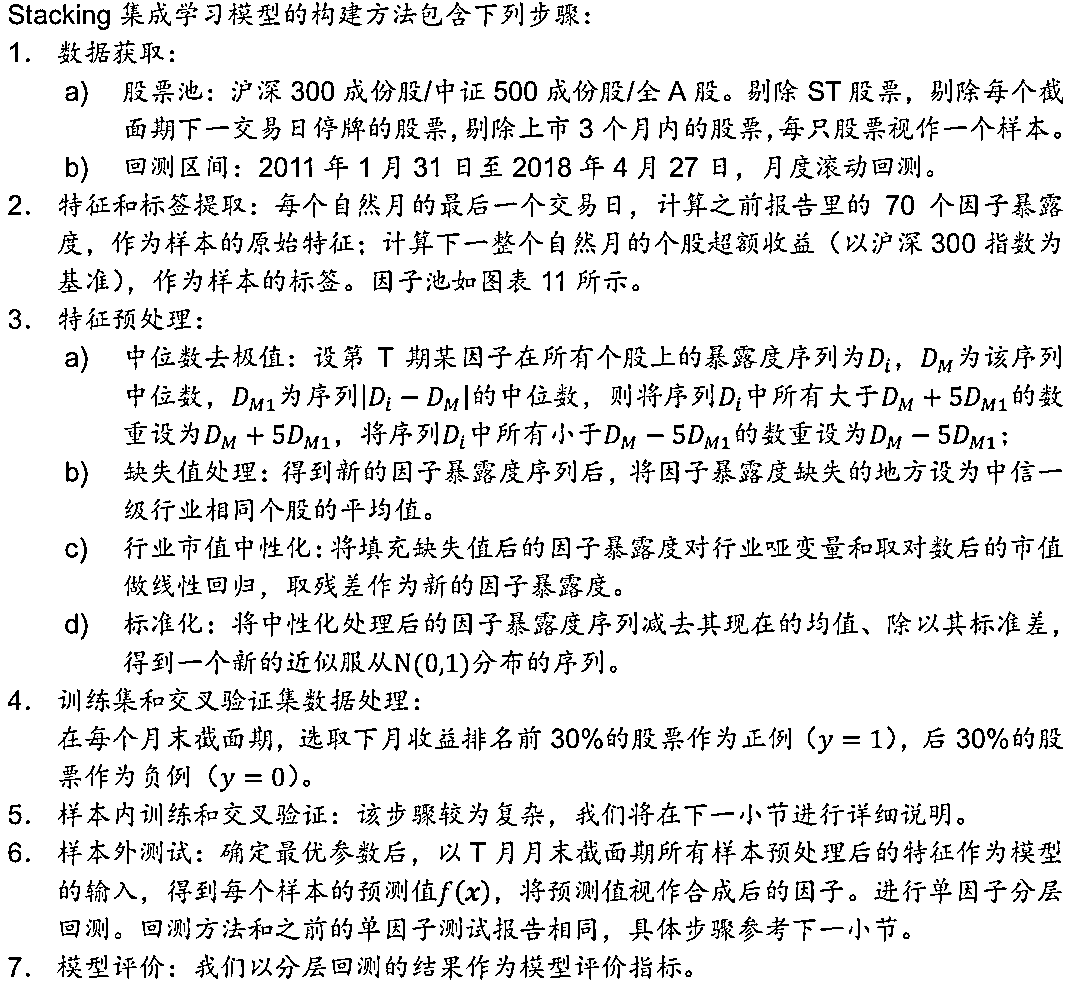 Stacking 集成学习模型的构建方法包含下列步骤：
1. 数据获取：
a) 股票池：沪深 300 成份股/中证 500 成份股/全 A 股。剔除 ST 股票，剔除每个截
面期下一交易日停牌的股票，剔除上市 3 个月内的股票，每只股票视作一个样本。
b) 回测区间：2011 年 1 月 31 日至 2018 年 4 月 27 日，月度滚动回测。
2. 特征和标签提取：每个自然月的最后一个交易日，计算之前报告里的 70 个因子暴露
度，作为样本的原始特征；计算下一整个自然月的个股超额收益（以沪深 300 指数为
基准），作为样本的标签。因子池如图表 11 所示。
3. 特征预处理：
a) 中位数去极值：设第 T 期某因子在所有个股上的暴露度序列为D_i，D_M为该序列
中位数，D_{M1}为序列|D_i − D_M|的中位数，则将序列D_i中所有大于D_M + 5D_{M1}的数
重设为D_M + 5D_{M1}，将序列D_i中所有小于D_M − 5D_{M1}的数重设为D_M − 5D_{M1}；
b) 缺失值处理：得到新的因子暴露度序列后，将因子暴露度缺失的地方设为中信一
级行业相同个股的平均值。
c) 行业市值中性化：将填充缺失值后的因子暴露度对行业哑变量和取对数后的市值
做线性回归，取残差作为新的因子暴露度。
d) 标准化：将中性化处理后的因子暴露度序列减去其现在的均值、除以其标准差，
得到一个新的近似服从N(0,1)分布的序列。
4. 训练集和交叉验证集数据处理：
在每个月末截面期，选取下月收益排名前 30%的股票作为正例（y = 1），后 30%的股
票作为负例（y = 0）。
5. 样本内训练和交叉验证：该步骤较为复杂，我们将在下一小节进行详细说明。
6. 样本外测试：确定最优参数后，以 T 月月末截面期所有样本预处理后的特征作为模型
的输入，得到每个样本的预测值f(x)，将预测值视作合成后的因子。进行单因子分层
回测。回测方法和之前的单因子测试报告相同，具体步骤参考下一小节。
7. 模型评价：我们以分层回测的结果作为模型评价指标。